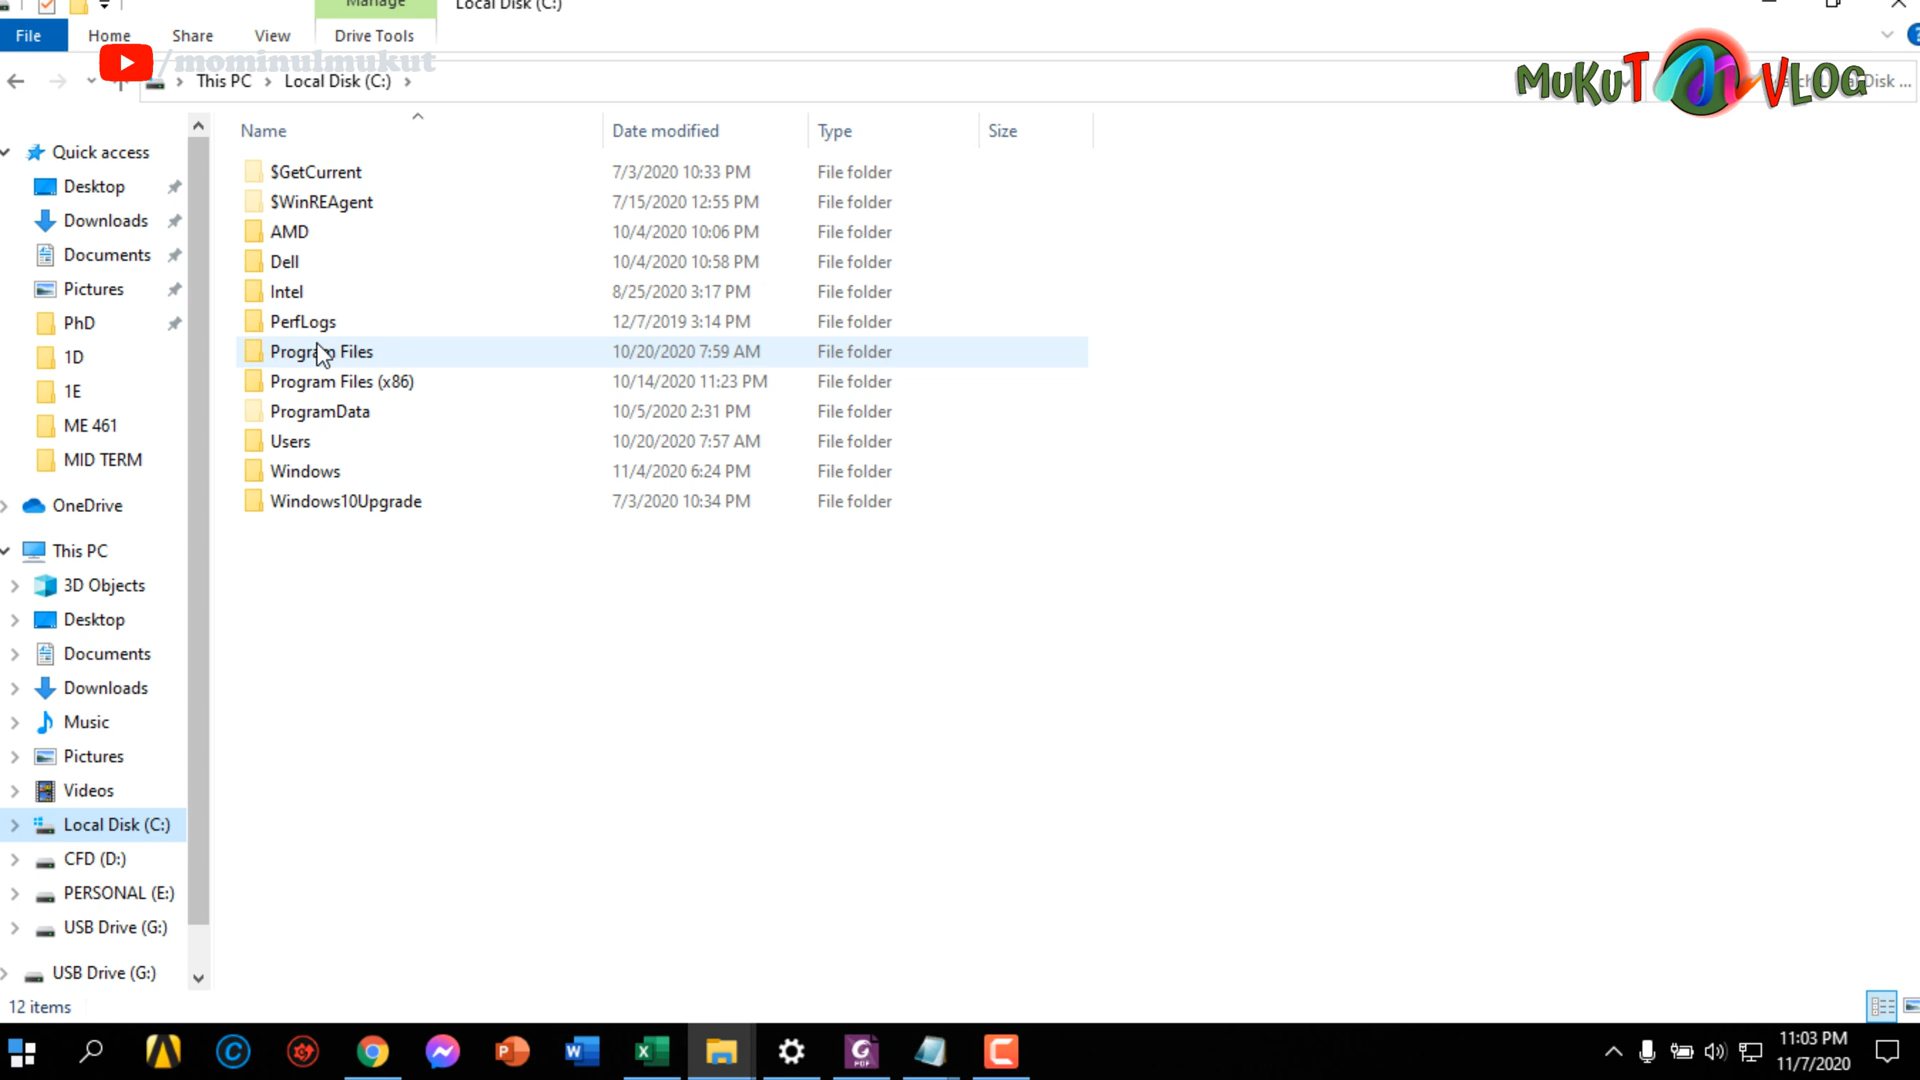 Manage
Local Disk (C:)
File
Home
Share
View
Drive Tools
/mominulmukut
This PC
Local Disk (C:)
MUKUT VLOG
Disk ...
Name
Date modified
Type
Size
Quick access
Desktop
Downloads
Documents
Pictures
PhD
1D
1E
ME 461
MID TERM
OneDrive
This PC
3D Objects
Desktop
Documents
Downloads
Music
Pictures
Videos
Local Disk (C:)
CFD (D:)
PERSONAL (E:)
USB Drive (G:)
USB Drive (G:)
$GetCurrent 7/3/2020 10:33 PM File folder
$WinREAgent 7/15/2020 12:55 PM File folder
AMD 10/4/2020 10:06 PM File folder
Dell 10/4/2020 10:58 PM File folder
Intel 8/25/2020 3:17 PM File folder
PerfLogs 12/7/2019 3:14 PM File folder
Program Files 10/20/2020 7:59 AM File folder
Program Files (x86) 10/14/2020 11:23 PM File folder
ProgramData 10/5/2020 2:31 PM File folder
Users 10/20/2020 7:57 AM File folder
Windows 11/4/2020 6:24 PM File folder
Windows10Upgrade 7/3/2020 10:34 PM File folder
12 items
11:03 PM
11/7/2020